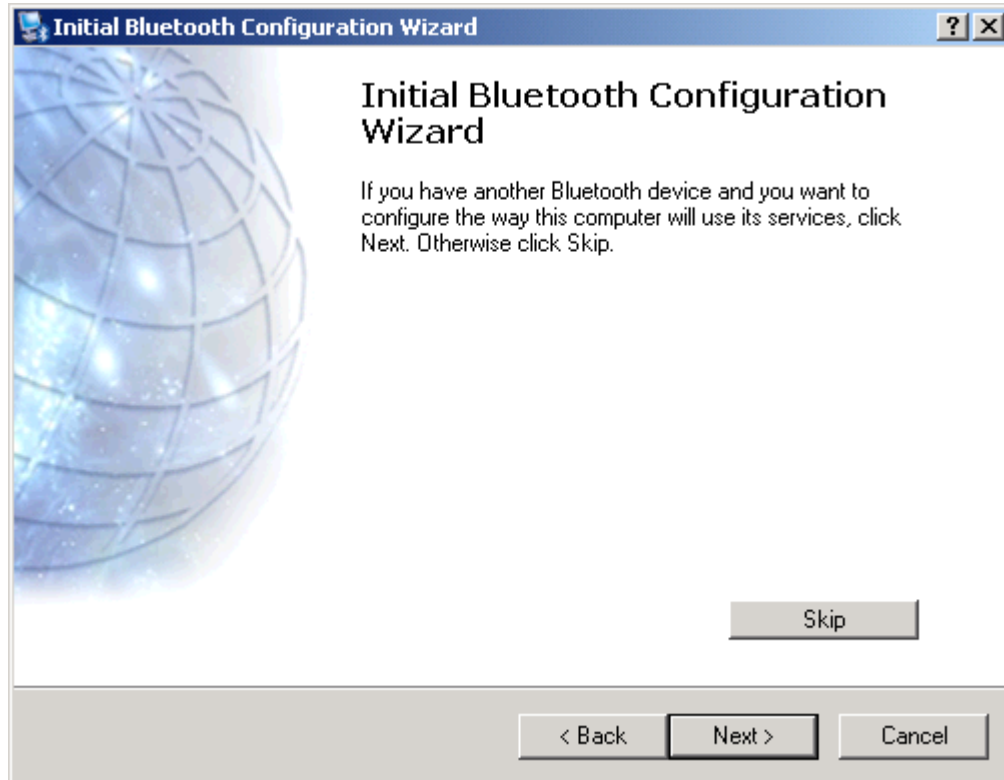 Initial Bluetooth Configuration Wizard
Initial Bluetooth Configuration
Wizard
If you have another Bluetooth device and you want to
configure the way this computer will use its services, click
Next. Otherwise click Skip.
Skip
< Back
Next >
Cancel